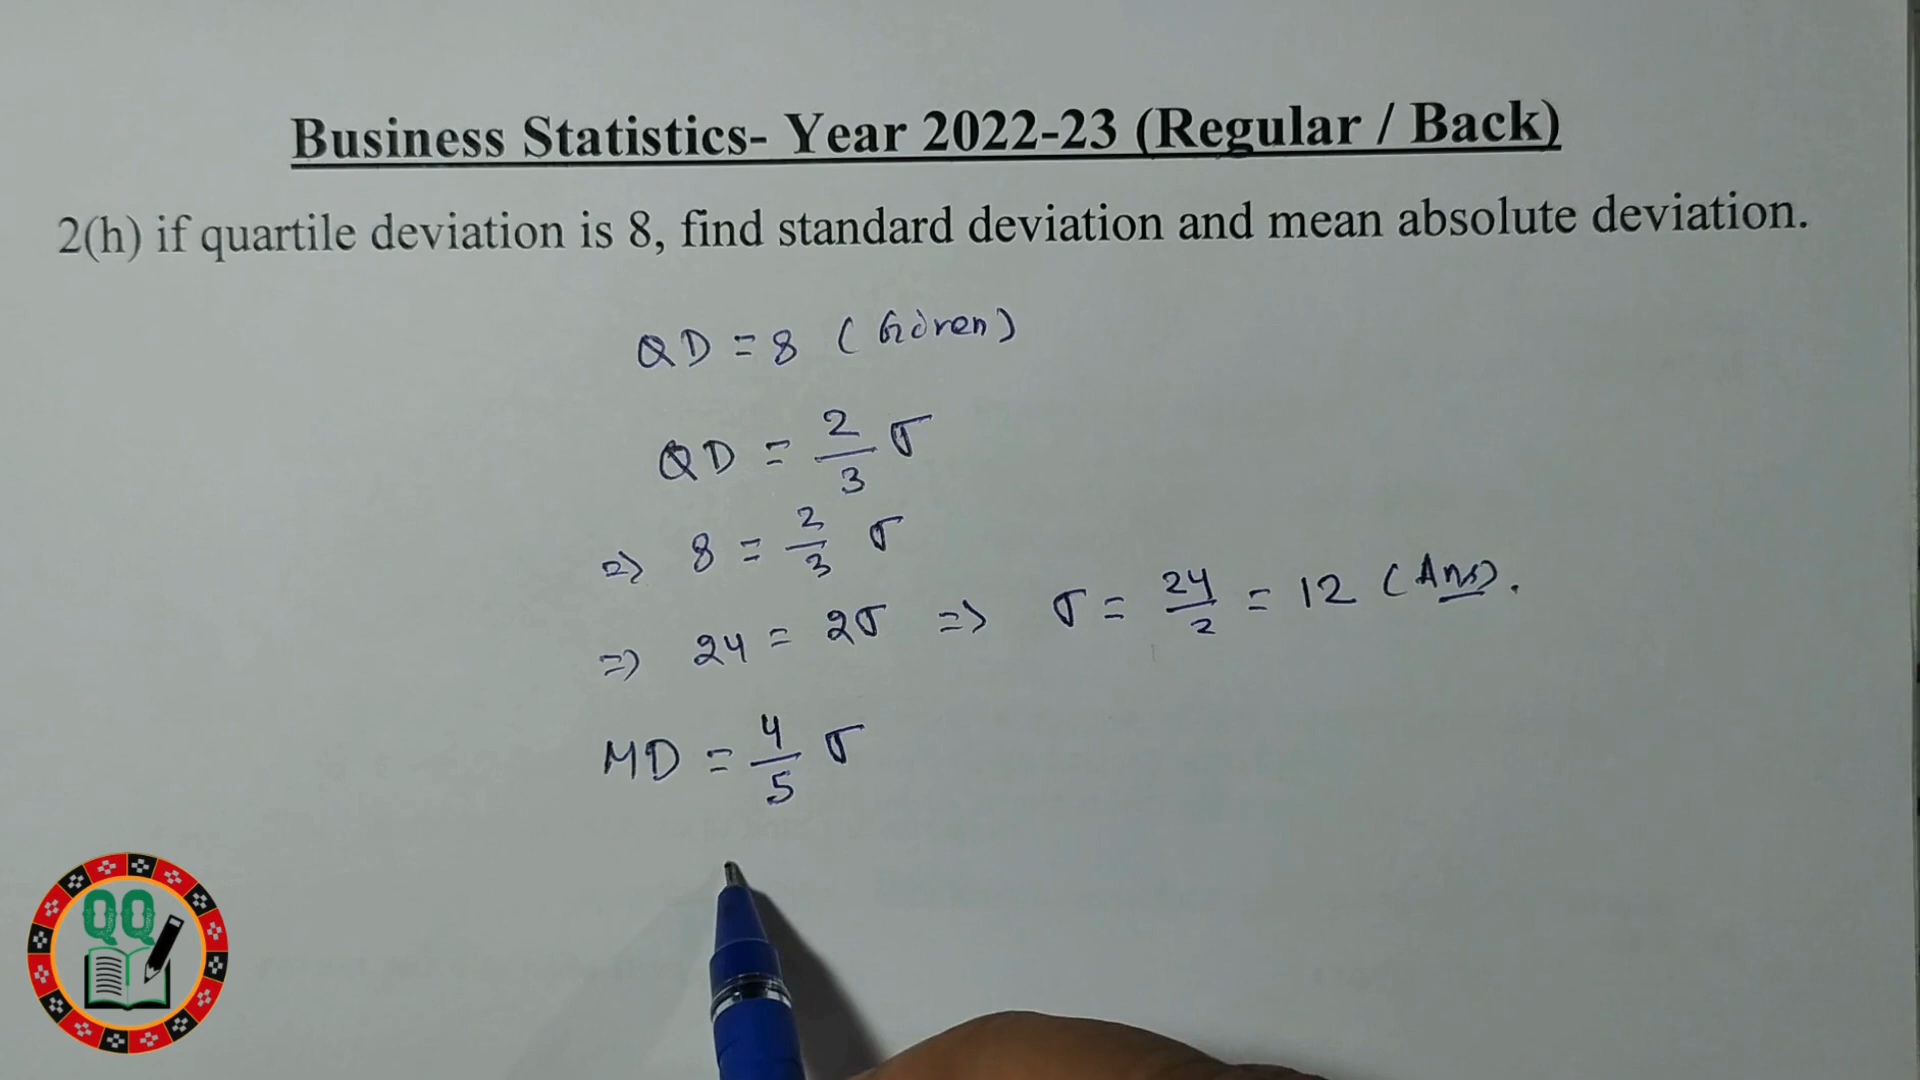 Business Statistics- Year 2022-23 (Regular / Back)
2(h) if quartile deviation is 8, find standard deviation and mean absolute deviation.
QD = 8 (Given)
QD = 2/3 σ
=> 8 = 2/3 σ
=> 24 = 2σ => σ = 24/2 = 12 (Ans).
MD = 4/5 σ
QQ